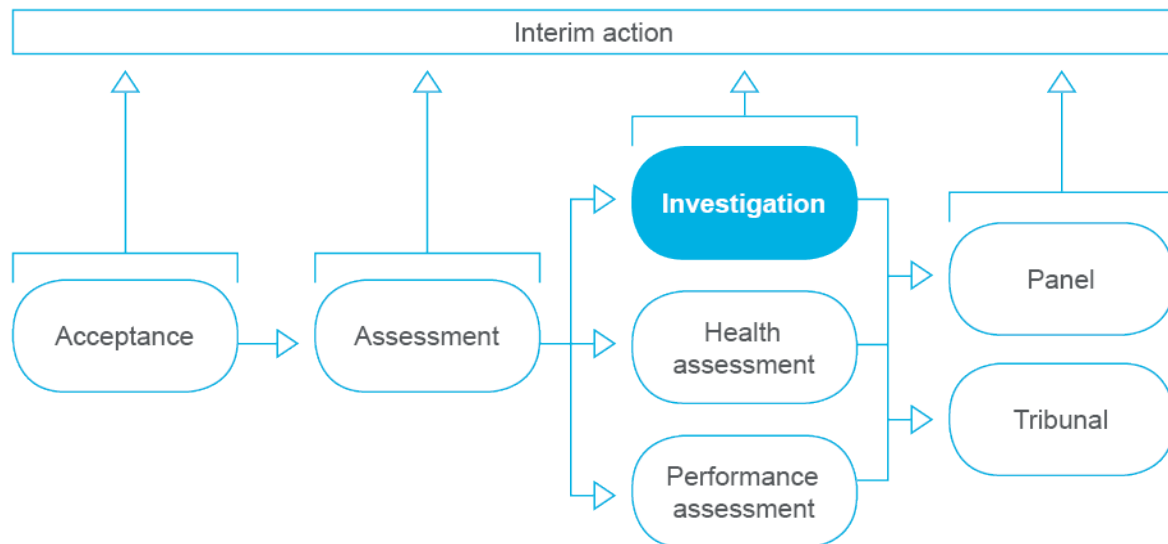 Interim action
Acceptance
Assessment
Investigation
Health
assessment
Performance
assessment
Panel
Tribunal